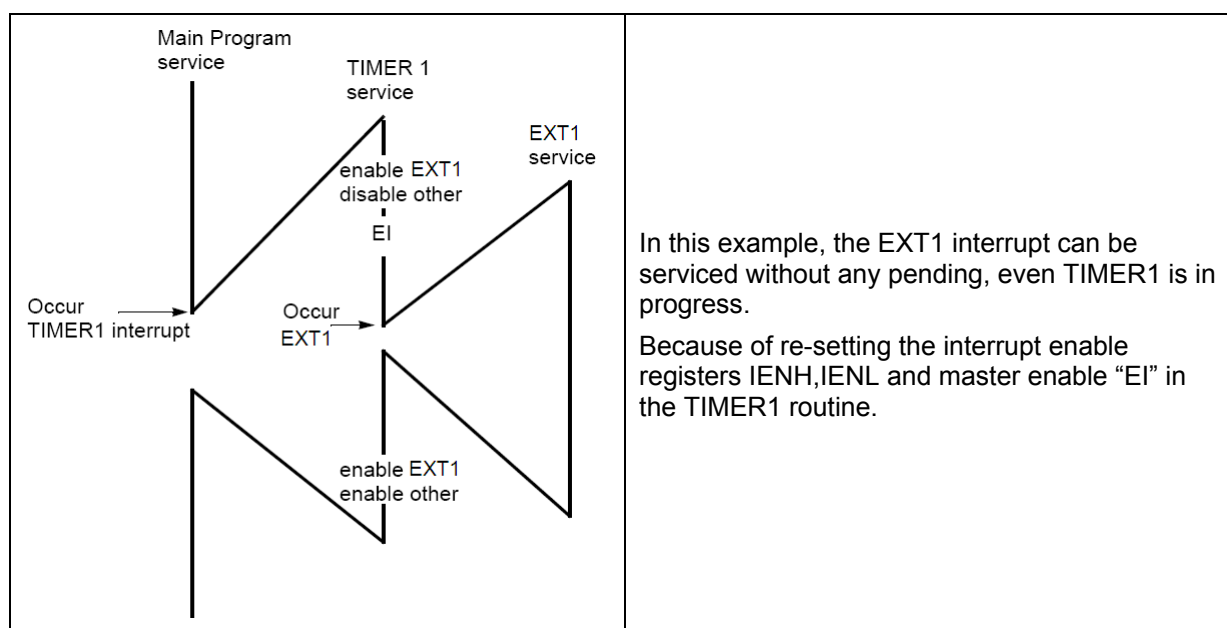 Main Program
service
TIMER 1
service
EXT1
service
enable EXT1
disable other
EI
Occur
TIMER1 interrupt
Occur
EXT1
enable EXT1
enable other
In this example, the EXT1 interrupt can be
serviced without any pending, even TIMER1 is in
progress.
Because of re-setting the interrupt enable
registers IENH,IENL and master enable “EI” in
the TIMER1 routine.